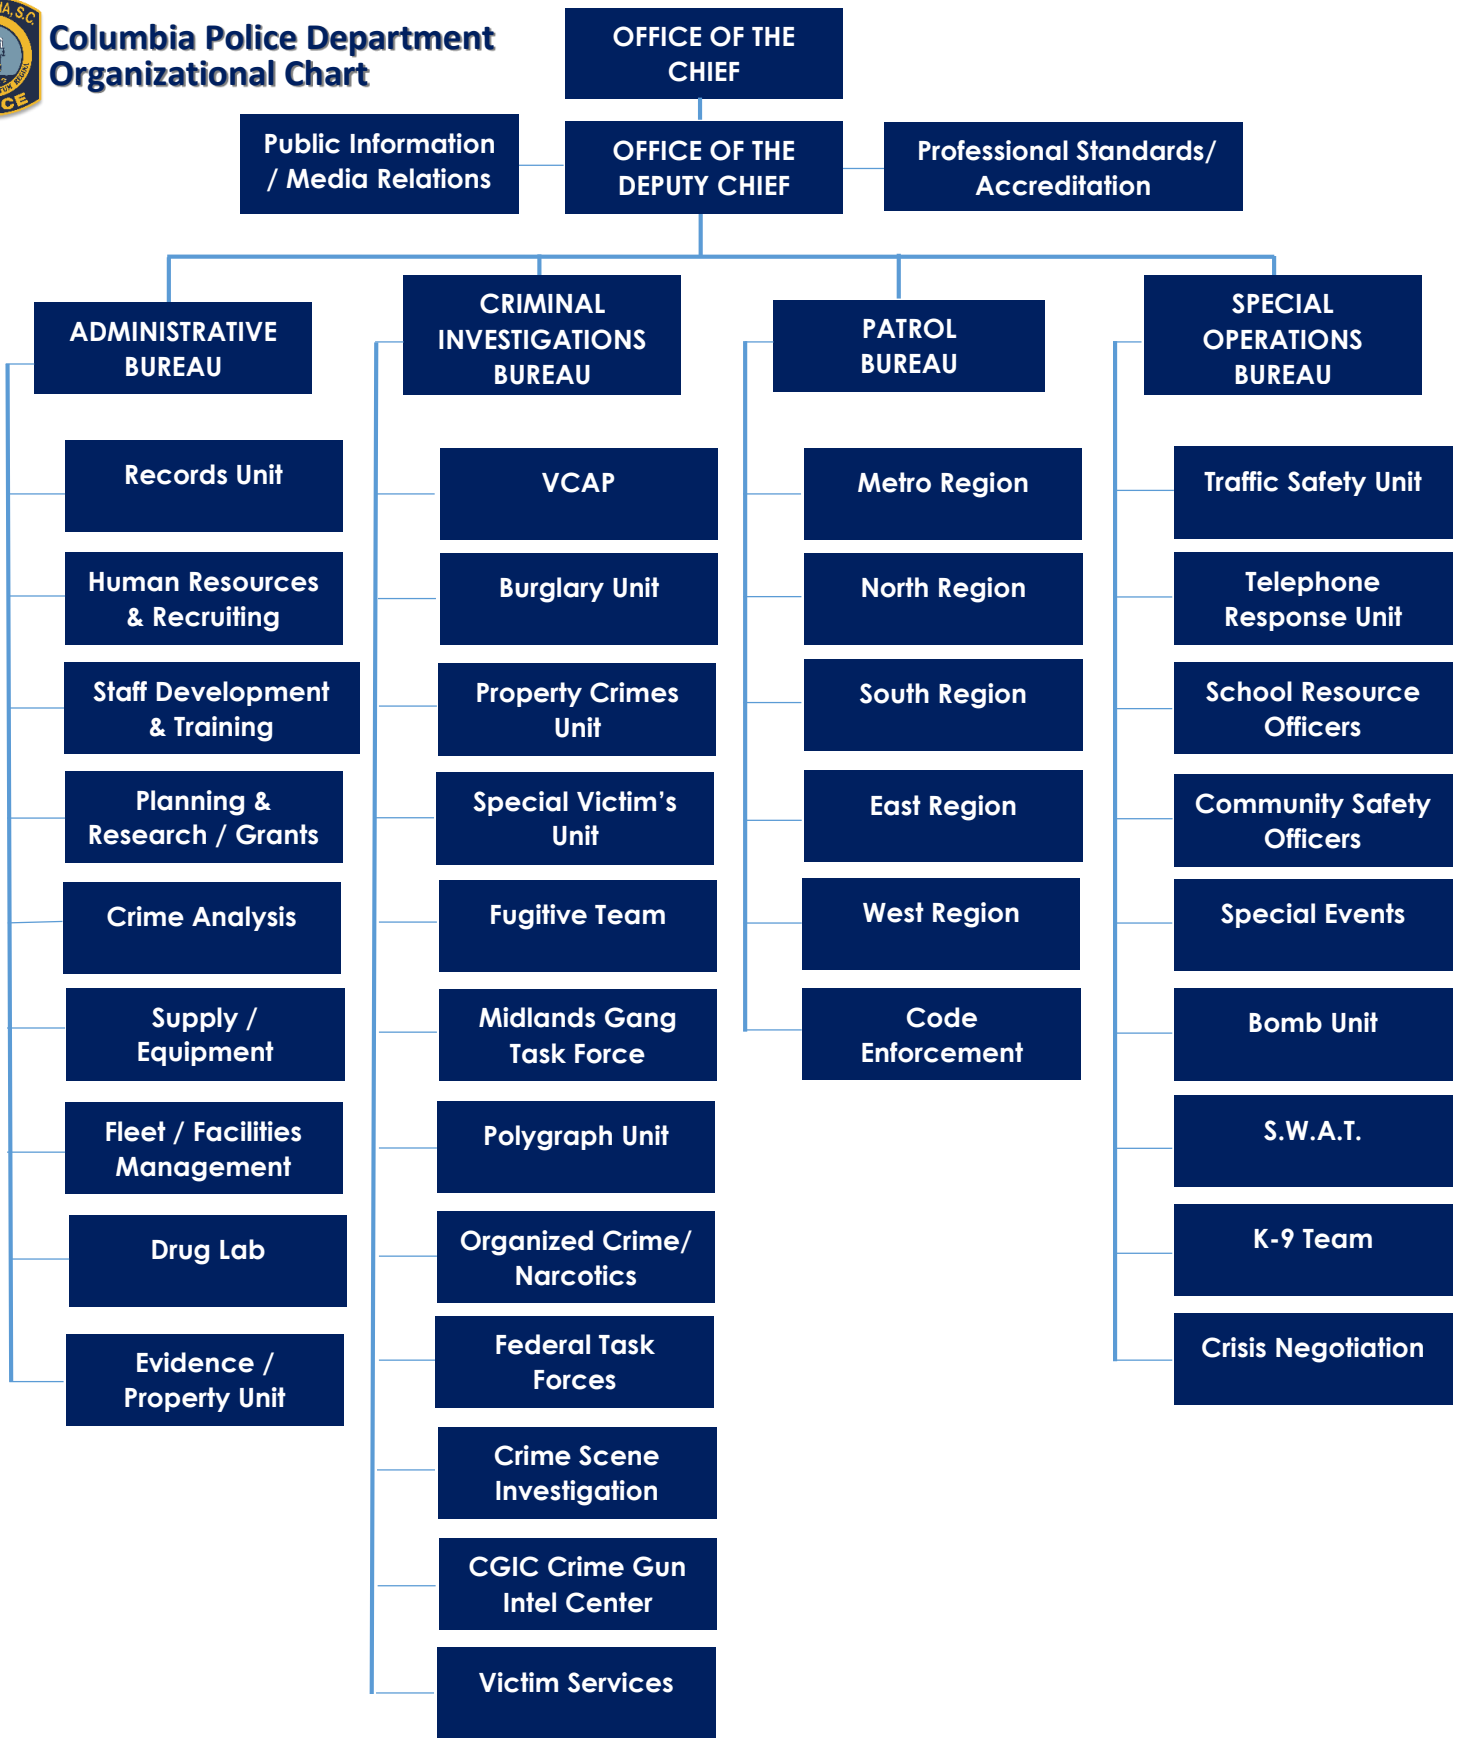 HA, S.C.
CE
Columbia Police Department
Organizational Chart
OFFICE OF THE
CHIEF
Public Information
/ Media Relations
OFFICE OF THE
DEPUTY CHIEF
Professional Standards/
Accreditation
ADMINISTRATIVE
BUREAU
Records Unit
Human Resources
& Recruiting
Staff Development
& Training
Planning &
Research / Grants
Crime Analysis
Supply /
Equipment
Fleet / Facilities
Management
Drug Lab
Evidence /
Property Unit
CRIMINAL
INVESTIGATIONS
BUREAU
VCAP
Burglary Unit
Property Crimes
Unit
Special Victim’s
Unit
Fugitive Team
Midlands Gang
Task Force
Polygraph Unit
Organized Crime/
Narcotics
Federal Task
Forces
Crime Scene
Investigation
CGIC Crime Gun
Intel Center
Victim Services
PATROL
BUREAU
Metro Region
North Region
South Region
East Region
West Region
Code
Enforcement
SPECIAL
OPERATIONS
BUREAU
Traffic Safety Unit
Telephone
Response Unit
School Resource
Officers
Community Safety
Officers
Special Events
Bomb Unit
S.W.A.T.
K-9 Team
Crisis Negotiation